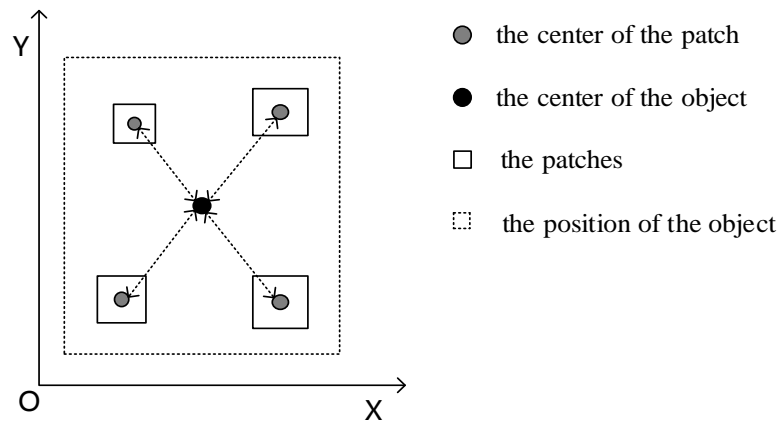 Y
the center of the patch
the center of the object
the patches
the position of the object
O
X